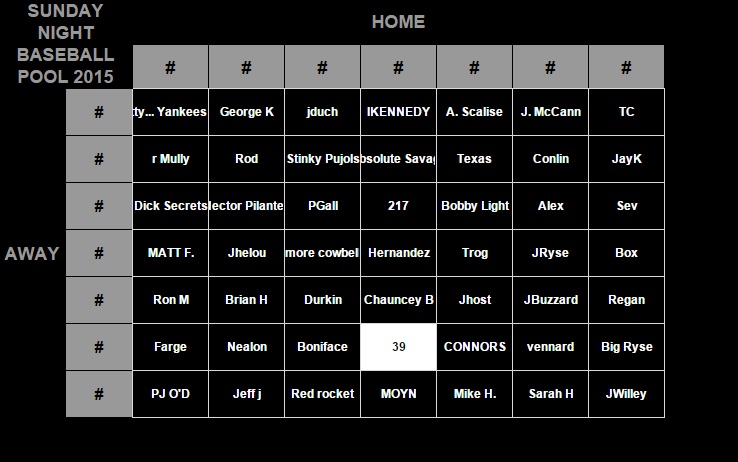 SUNDAY
NIGHT
BASEBALL
POOL 2015
HOME
# # # # # # #
# tty... Yankees George K jduch IKENNEDY A. Scalise J. McCann TC
# r Mully Rod Stinky Pujols bsolute Savag Texas Conlin JayK
# Dick Secrets lector Pilante PGall 217 Bobby Light Alex Sev
AWAY # MATT F. Jhelou more cowbell Hernandez Trog JRyse Box
# Ron M Brian H Durkin Chauncey B Jhost JBuzzard Regan
# Farge Nealon Boniface 39 CONNORS vennard Big Ryse
# PJ O'D Jeff j Red rocket MOYN Mike H. Sarah H JWilley